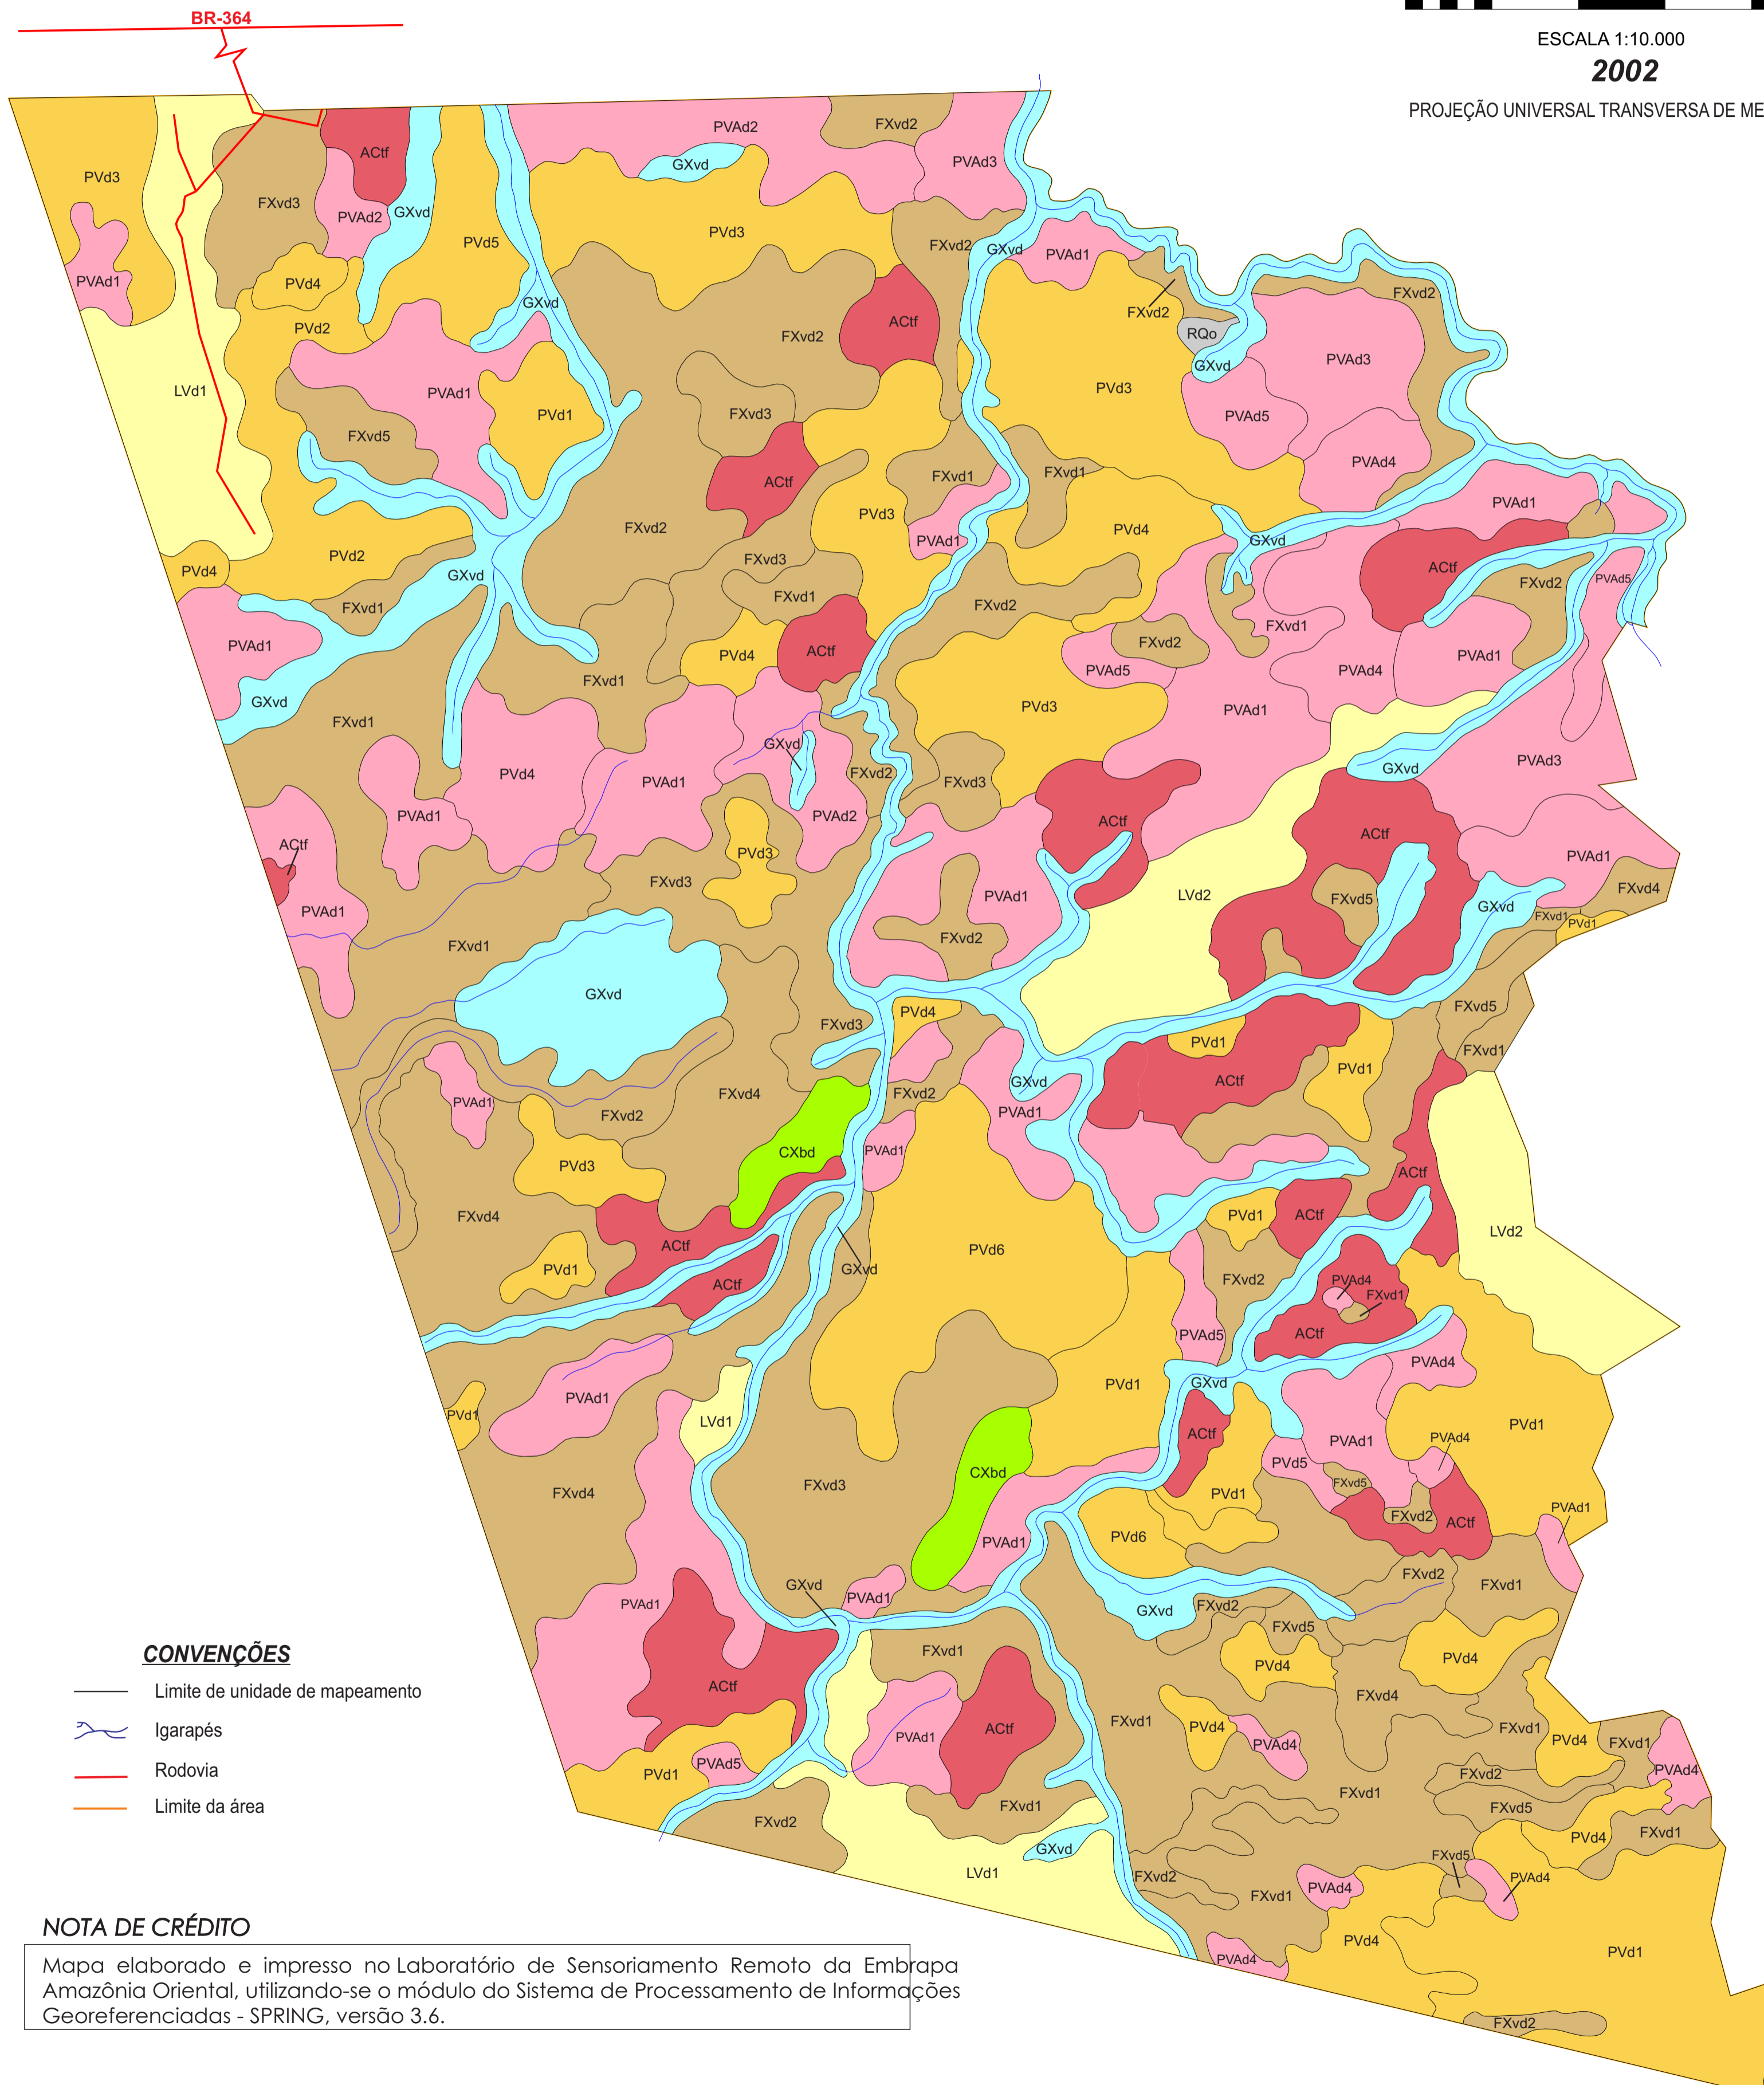 BR-364
ESCALA 1:10.000
2002
PROJEÇÃO UNIVERSAL TRANSVERSA DE ME
PVAd2
FXvd2
ACtf
GXvd
PVAd3
PVd3
FXvd3
PVAd2
GXvd
PVd5
PVd3
FXvd2
GXvd
PVAd1
PVAd1
PVd4
GXvd
FXvd2
FXvd2
PVd2
FXvd2
ACtf
RQo
PVAd3
GXvd
LVd1
PVAd1
PVd1
FXvd3
PVd3
PVAd5
FXvd5
PVAd4
FXvd1
FXvd1
ACtf
PVAd1
PVd3
FXvd2
PVd4
PVAd1
GXvd
PVd2
FXvd3
PVd4
GXvd
ACtf
FXvd2
PVAd5
FXvd1
FXvd1
FXvd2
FXvd1
PVAd1
PVd4
ACtf
FXvd2
PVAd1
PVAd5
PVAd4
FXvd1
GXvd
PVd3
PVAd1
FXvd1
GXvd
PVAd3
GXvd
PVd4
FXvd2
PVAd1
FXvd3
PVAd1
PVAd2
ACtf
ACtf
ACtf
PVd3
PVAd1
FXvd3
FXvd4
PVAd1
LVd2
FXvd5
GXvd
PVAd1
FXvd1
PVd1
FXvd1
FXvd2
GXvd
FXvd5
PVd4
FXvd3
PVd1
FXvd1
PVd1
ACtf
GXvd
FXvd4
FXvd2
PVAd1
PVAd1
FXvd2
CXbd
PVAd1
PVd3
ACtf
FXvd4
PVd1
ACtf
LVd2
ACtf
PVd6
PVd1
GXvd
FXvd2
PVAd4
ACtf
FXvd1
ACtf
PVAd5
PVAd4
PVd1
GXvd
PVAd1
PVd1
LVd1
PVd1
ACtf
PVAd1
PVAd4
PVd5
CXbd
FXvd3
FXvd5
FXvd4
PVd1
PVAd1
FXvd2
ACtf
PVd6
PVAd1
FXvd2
GXvd
FXvd1
PVAd1
PVAd1
FXvd2
GXvd
FXvd5
FXvd1
PVd4
PVd4
ACtf
FXvd4
FXvd1
PVd4
FXvd1
ACtf
PVAd1
PVd4
FXvd1
PVAd4
PVAd5
PVd1
FXvd2
PVAd4
FXvd1
FXvd1
FXvd5
FXvd2
FXvd1
PVd4
GXvd
FXvd5
LVd1
FXvd2
PVAd4
PVAd4
FXvd1
PVd4
PVd1
PVAd4
FXvd2
CONVENÇÕES
Limite de unidade de mapeamento
Igarapés
Rodovia
Limite da área
NOTA DE CRÉDITO
Mapa elaborado e impresso no Laboratório de Sensoriamento Remoto da Embrapa
Amazônia Oriental, utilizando-se o módulo do Sistema de Processamento de Informações
Georeferenciadas - SPRING, versão 3.6.